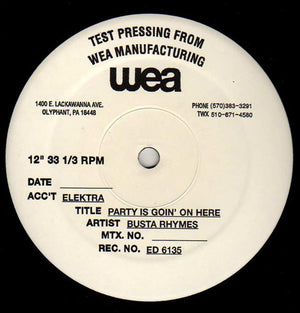 TEST PRESSING FROM
WEA MANUFACTURING
wea
1400 E. LACKAWANNA AVE.
OLYPHANT, PA 18448
PHONE (570)383-3291
TWX 510-671-4560
12" 33 1/3 RPM
DATE
ACC'T ELEKTRA
TITLE PARTY IS GOIN' ON HERE
ARTIST BUSTA RHYMES
MTX. NO.
REC. NO. ED 6135